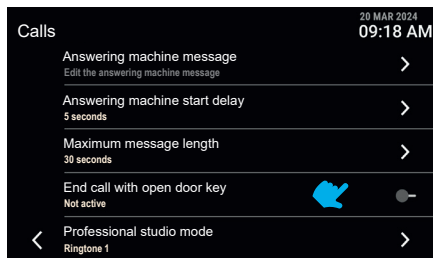 20 MAR 2024
Calls 09:18 AM
Answering machine message
Edit the answering machine message
Answering machine start delay
5 seconds
Maximum message length
30 seconds
End call with open door key
Not active
Professional studio mode
Ringtone 1